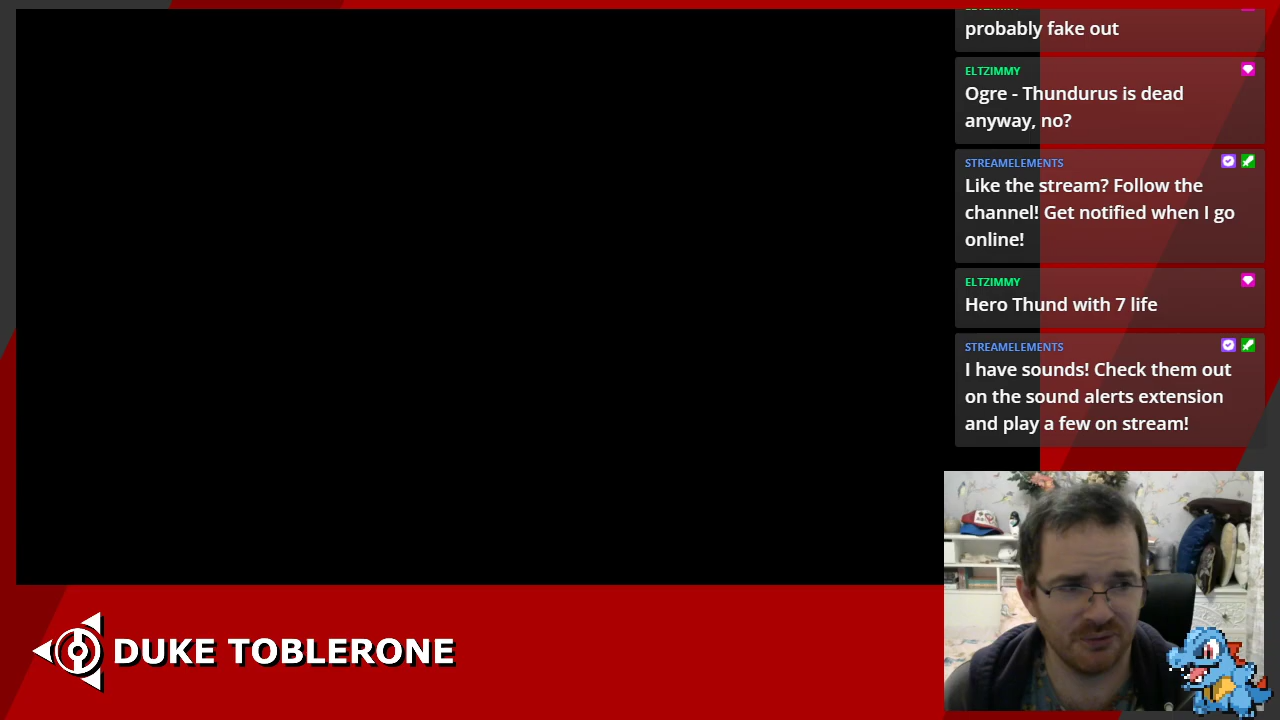 probably fake out
ELTZIMMY
Ogre - Thundurus is dead
anyway, no?
STREAMELEMENTS
Like the stream? Follow the
channel! Get notified when I go
online!
ELTZIMMY
Hero Thund with 7 life
STREAMELEMENTS
I have sounds! Check them out
on the sound alerts extension
and play a few on stream!
DUKE TOBLERONE